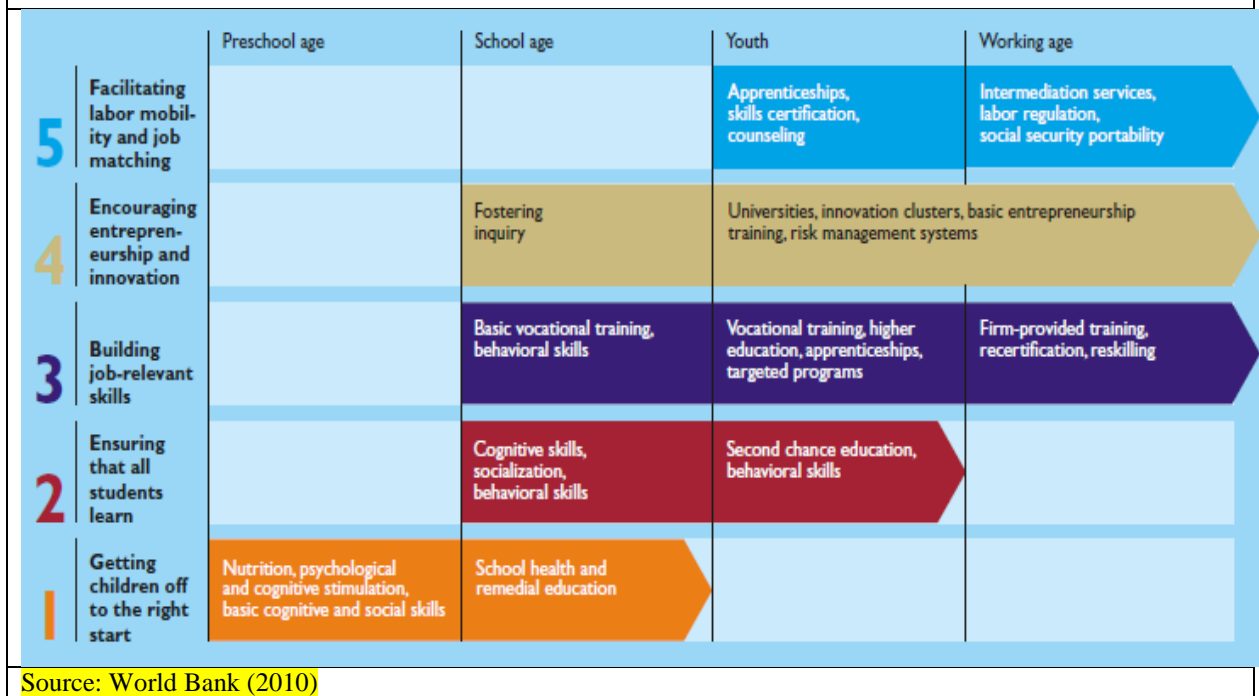 Preschool age
School age
Youth
Working age
5
Facilitating
labor mobil-
ity and job
matching
Apprenticeships,
skills certification,
counseling
Intermediation services,
labor regulation,
social security portability
4
Encouraging
entrepren-
eurship and
innovation
Fostering
inquiry
Universities, innovation clusters, basic entrepreneurship
training, risk management systems
3
Building
job-relevant
skills
Basic vocational training,
behavioral skills
Vocational training, higher
education, apprenticeships,
targeted programs
Firm-provided training,
recertification, reskilling
2
Ensuring
that all
students
learn
Cognitive skills,
socialization,
behavioral skills
Second chance education,
behavioral skills
1
Getting
children off
to the right
start
Nutrition, psychological
and cognitive stimulation,
basic cognitive and social skills
School health and
remedial education
Source: World Bank (2010)